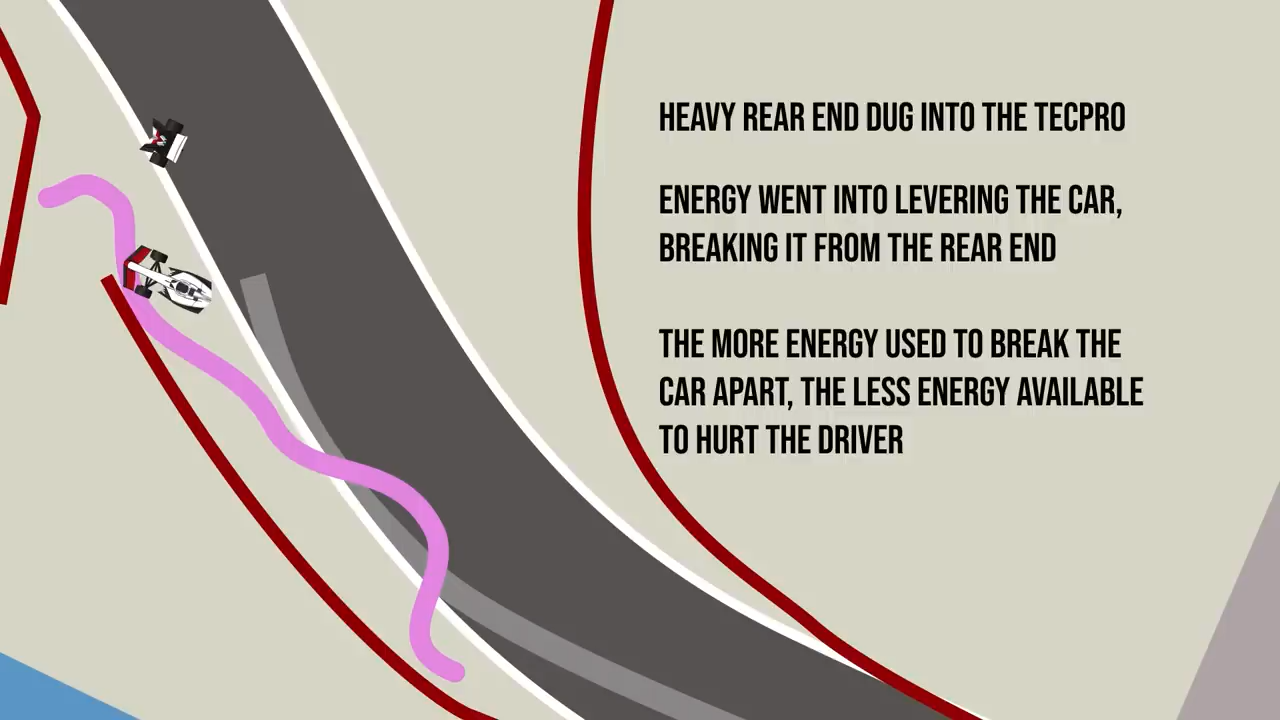 HEAVY REAR END DUG INTO THE TECPRO
ENERGY WENT INTO LEVERING THE CAR,
BREAKING IT FROM THE REAR END
THE MORE ENERGY USED TO BREAK THE
CAR APART, THE LESS ENERGY AVAILABLE
TO HURT THE DRIVER